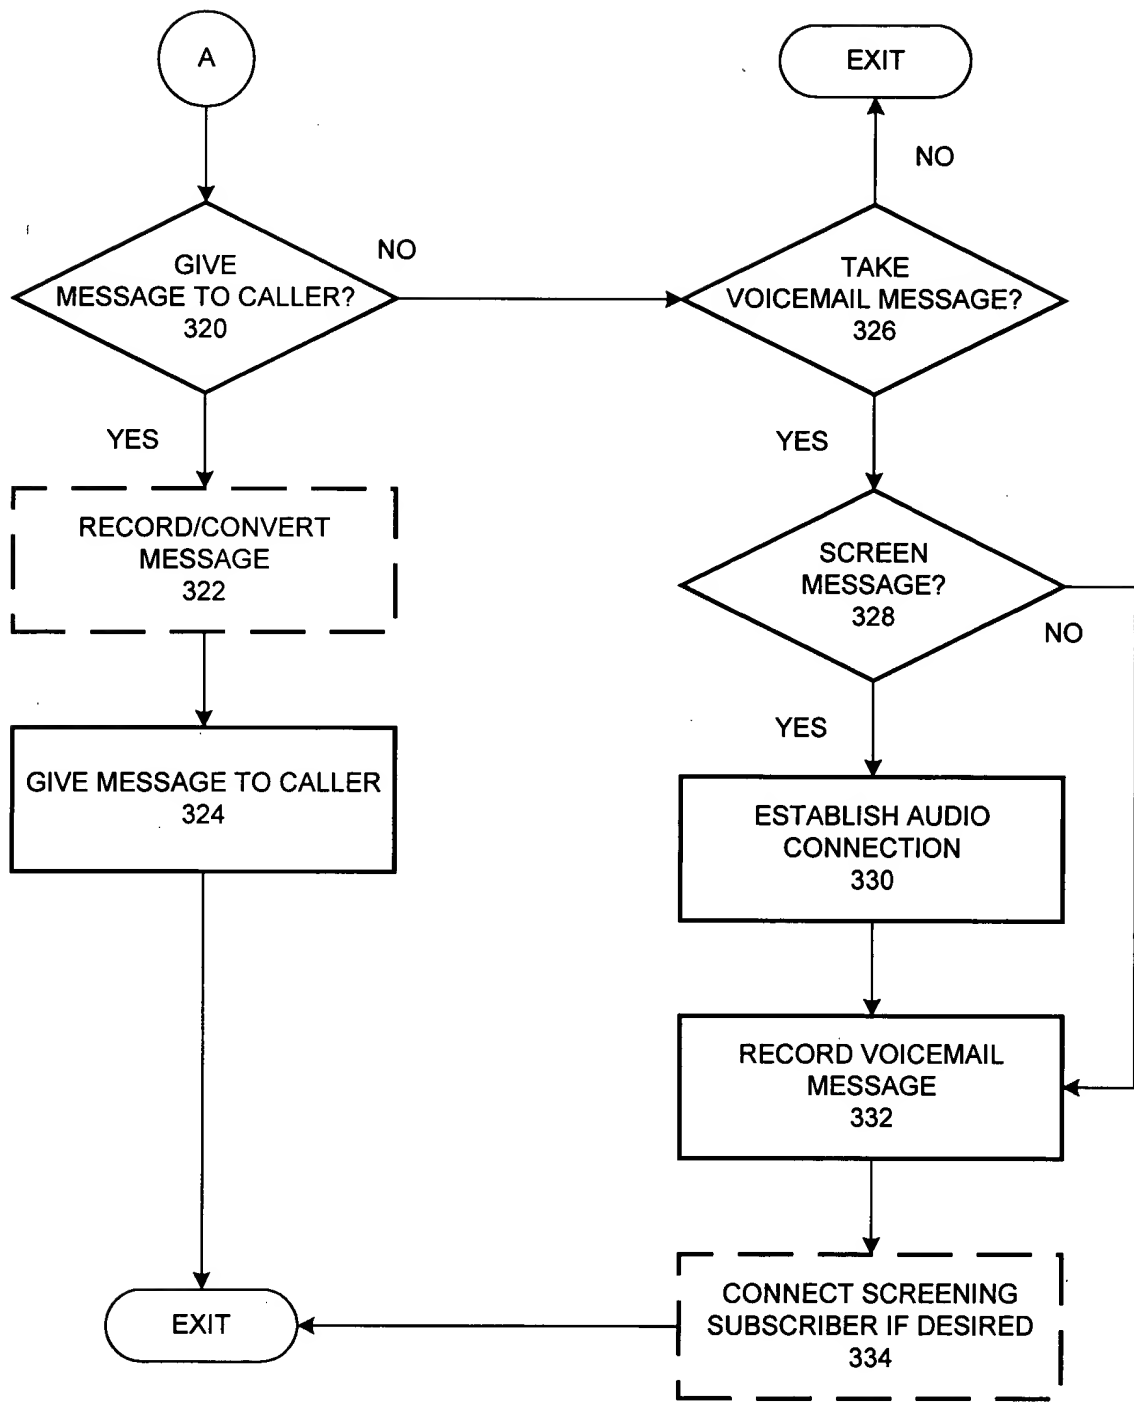 A
GIVE
MESSAGE TO CALLER?
320
NO
YES
RECORD/CONVERT
MESSAGE
322
GIVE MESSAGE TO CALLER
324
EXIT
EXIT
NO
TAKE
VOICEMAIL MESSAGE?
326
YES
SCREEN
MESSAGE?
328
NO
YES
ESTABLISH AUDIO
CONNECTION
330
RECORD VOICEMAIL
MESSAGE
332
CONNECT SCREENING
SUBSCRIBER IF DESIRED
334